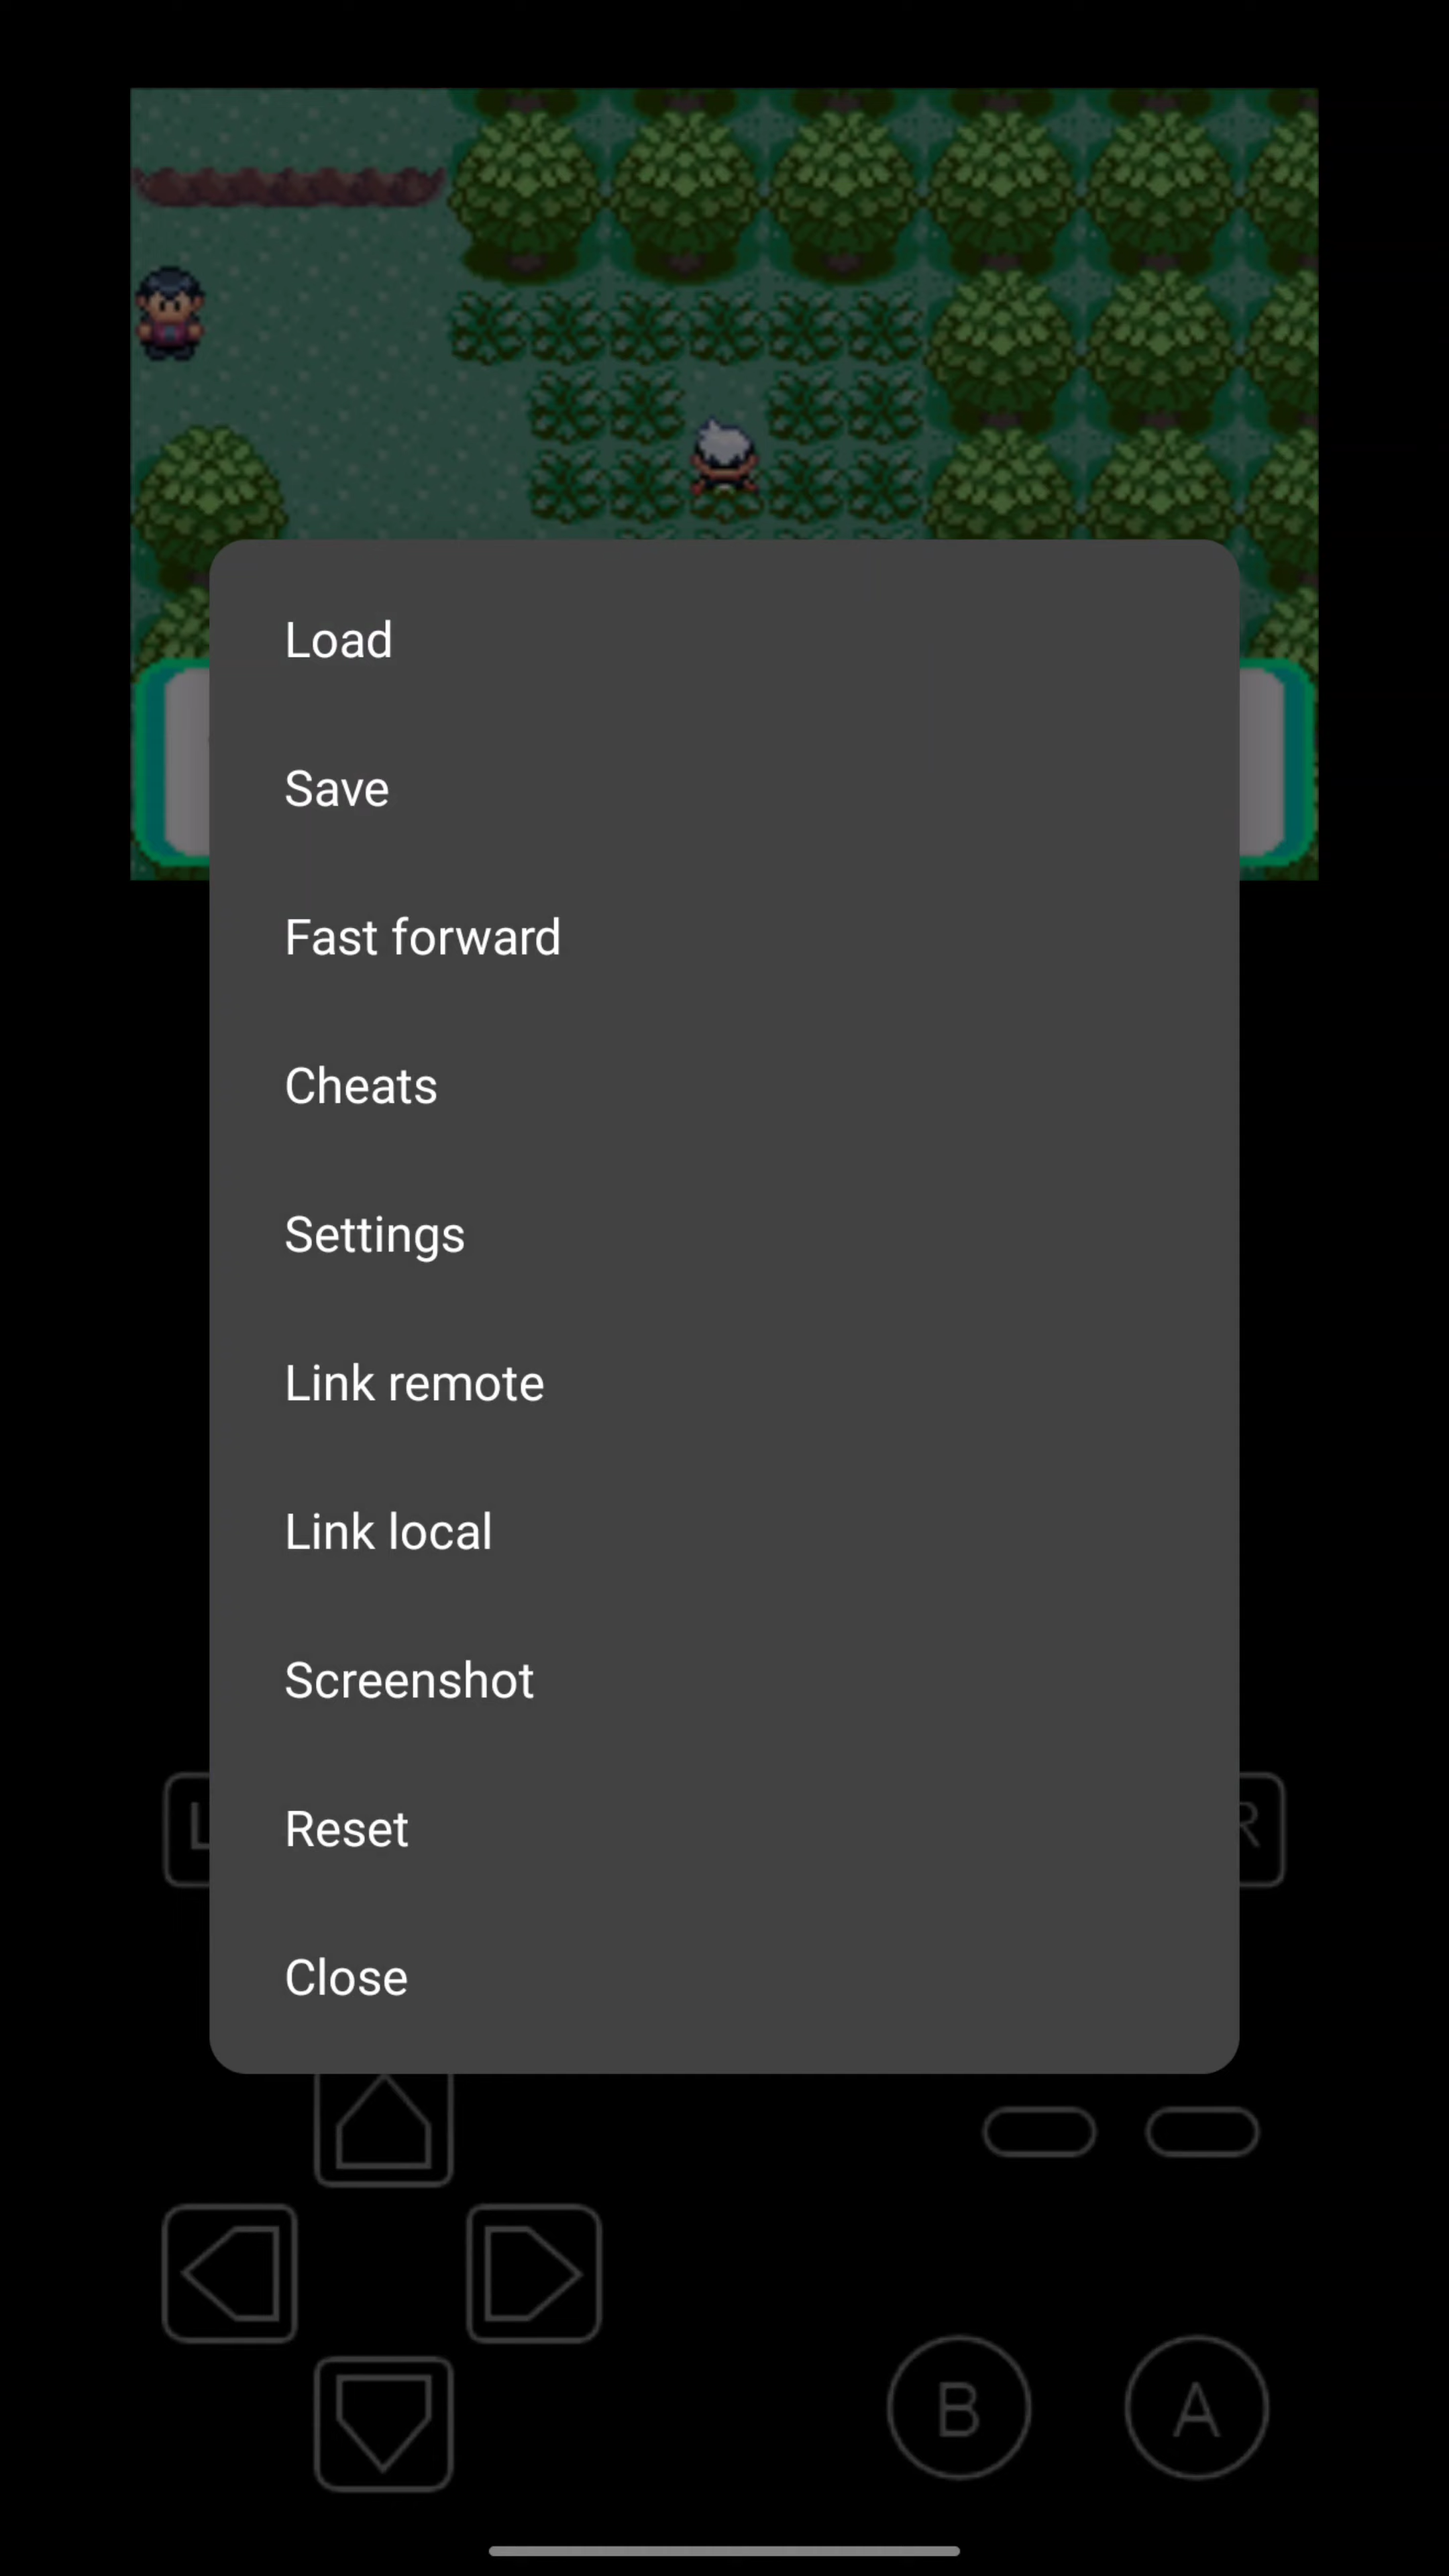 Load
Save
Fast forward
Cheats
Settings
Link remote
Link local
Screenshot
L
R
Reset
Close
B
A